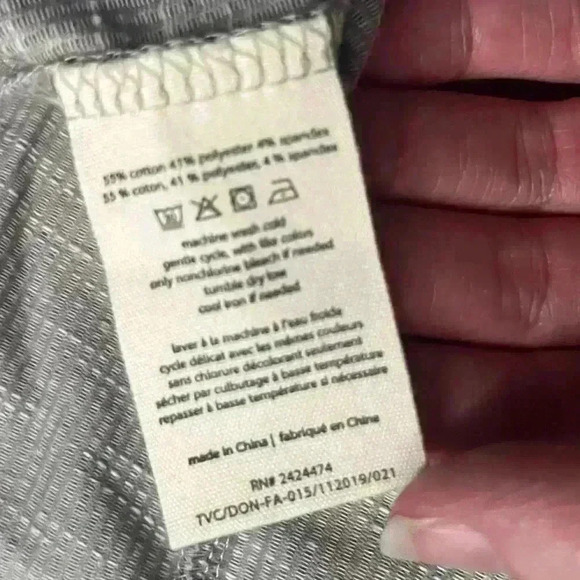 55% cotton 41% polyester 4% spandex
55 % coton, 41 % polyester, 4 % spandex
machine wash cold
gentle cycle, with like colors
only nonchlorine bleach if needed
tumble dry low
cool iron if needed
laver à la machine à l'eau froide
cycle délicat avec les mêmes couleurs
sans chlorure décolorant seulement
sécher par culbutage à basse température
repasser à basse température si nécessaire
made in China | fabriqué en China
RN# 2424474
TVC/DON-FA-015/112019/021